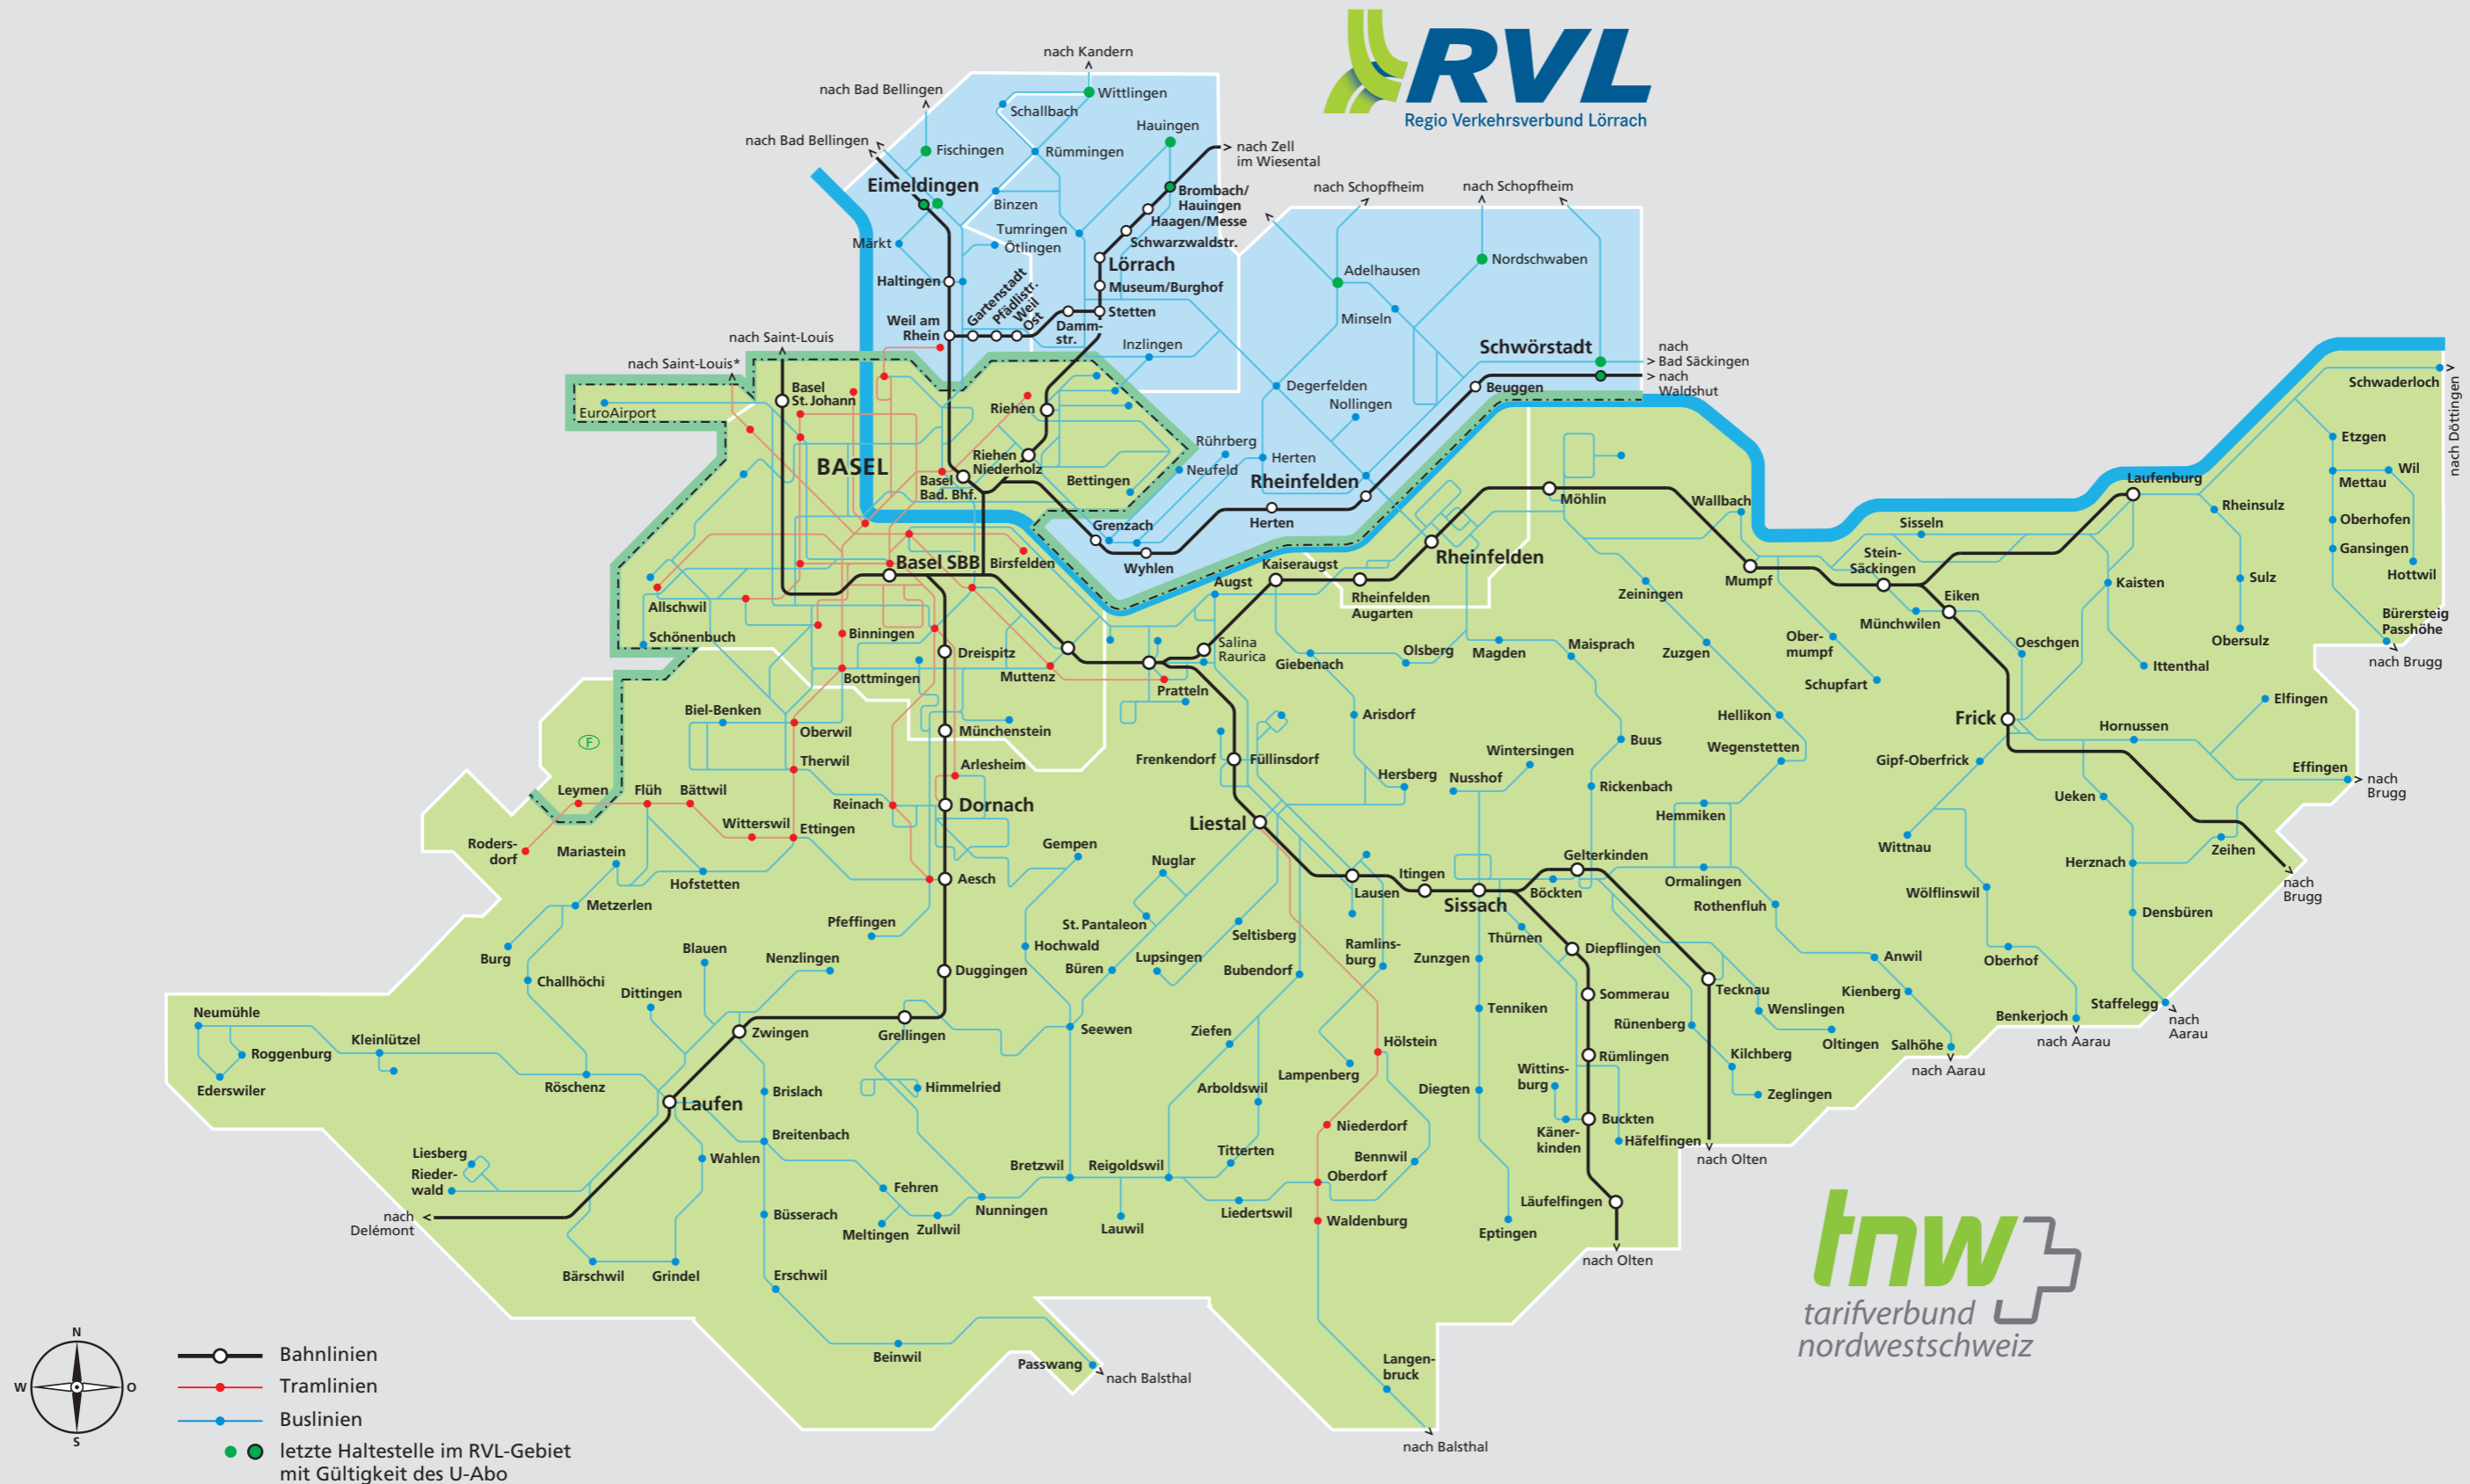 RVL
Regio Verkehrsverbund Lörrach
nach Kandern
nach Bad Bellingen
nach Bad Bellingen
Wittlingen
Schallbach
Hauingen
Fischingen
Rümmingen
nach Zell
im Wiesental
Eimeldingen
Binzen
Brombach/
Hauingen
Haagen/Messe
nach Schopfheim
nach Schopfheim
Märkt
Tumringen
Ötlingen
Schwarzwaldstr.
Lörrach
Museum/Burghof
Haltingen
Gartenstadt
Pfädlistr.
Weil
Ost
Adelhausen
Nordschwaben
Weil am
Rhein
Damm-
str.
Stetten
Minseln
Inzlingen
Schwörstadt
nach
Bad Säckingen
nach
Waldshut
Beuggen
nach Saint-Louis
nach Saint-Louis*
Basel
St. Johann
EuroAirport
Riehen
Degerfelden
Nollingen
Schwaderloch
nach Döttingen
BASEL
Riehen
Niederholz
Basel
Bad. Bhf.
Bettingen
Rührberg
Neufeld
Herten
Rheinfelden
Herten
Grenzach
Wyhlen
Etzgen
Wil
Mettau
Laufenburg
Rheinsulz
Oberhofen
Gansingen
Hottwil
Möhlin
Wallbach
Sisseln
Rheinfelden
Basel SBB
Birsfelden
Augst
Kaiseraugst
Rheinfelden
Augarten
Mumpf
Stein-
Säckingen
Kaisten
Sulz
Obersulz
Bürersteig
Passhöhe
nach Brugg
Allschwil
Schönenbuch
Binningen
Dreispitz
Bottmingen
Muttenz
Pratteln
Salina
Raurica
Giebenach
Olsberg
Magden
Maisprach
Zeiningen
Zuzgen
Ober-
mumpf
Schupfart
Münchwilen
Eiken
Oeschgen
Ittenthal
Elfingen
Biel-Benken
Oberwil
Münchenstein
Arisdorf
Hellikon
Frick
Hornussen
F
Therwil
Arlesheim
Frenkendorf
Füllinsdorf
Wintersingen
Buus
Wegenstetten
Gipf-Oberfrick
Effingen
nach
Brugg
Leymen
Flüh
Bättwil
Reinach
Dornach
Hersberg
Nusshof
Rickenbach
Hemmiken
Ueken
Roders-
dorf
Witterswil
Ettingen
Liestal
Wittnau
Mariastein
Hofstetten
Gempen
Nuglar
Aesch
Gelterkinden
Ormalingen
Herznach
Zeihen
nach
Brugg
Metzerlen
Lausen
Itingen
Sissach
Böckten
Rothenfluh
Wölflinswil
Densbüren
Pfeffingen
St. Pantaleon
Seltisberg
Thürnen
Burg
Blauen
Nenzlingen
Hochwald
Büren
Lupsingen
Bubendorf
Ramlins-
burg
Zunzgen
Diepflingen
Anwil
Oberhof
Challhöchi
Dittingen
Duggingen
Tecknau
Kienberg
Staffelegg
nach
Aarau
Neumühle
Roggenburg
Kleinlützel
Zwingen
Grellingen
Seewen
Ziefen
Hölstein
Tenniken
Sommerau
Rünenberg
Wenslingen
Oltingen
Salhöhe
nach Aarau
Benkerjoch
nach Aarau
Ederswiler
Röschenz
Laufen
Brislach
Himmelried
Arboldswil
Lampenberg
Diegten
Wittins-
burg
Rümlingen
Kilchberg
Zeglingen
Breitenbach
Niederdorf
Käner-
kinden
Buckten
Häfelfingen
nach Olten
Liesberg
Rieder-
wald
Wahlen
Bretzwil
Reigoldswil
Titterten
Bennwil
Oberdorf
Fehren
Läufelfingen
nach
Delémont
Büsserach
Meltingen
Zullwil
Nunningen
Lauwil
Liedertswil
Waldenburg
Eptingen
nach Olten
Bärschwil
Grindel
Erschwil
Beinwil
Passwang
nach Balsthal
Langen-
bruck
nach Balsthal
tnw
tarifverbund
nordwestschweiz
N
W
O
S
Bahnlinien
Tramlinien
Buslinien
letzte Haltestelle im RVL-Gebiet
mit Gültigkeit des U-Abo